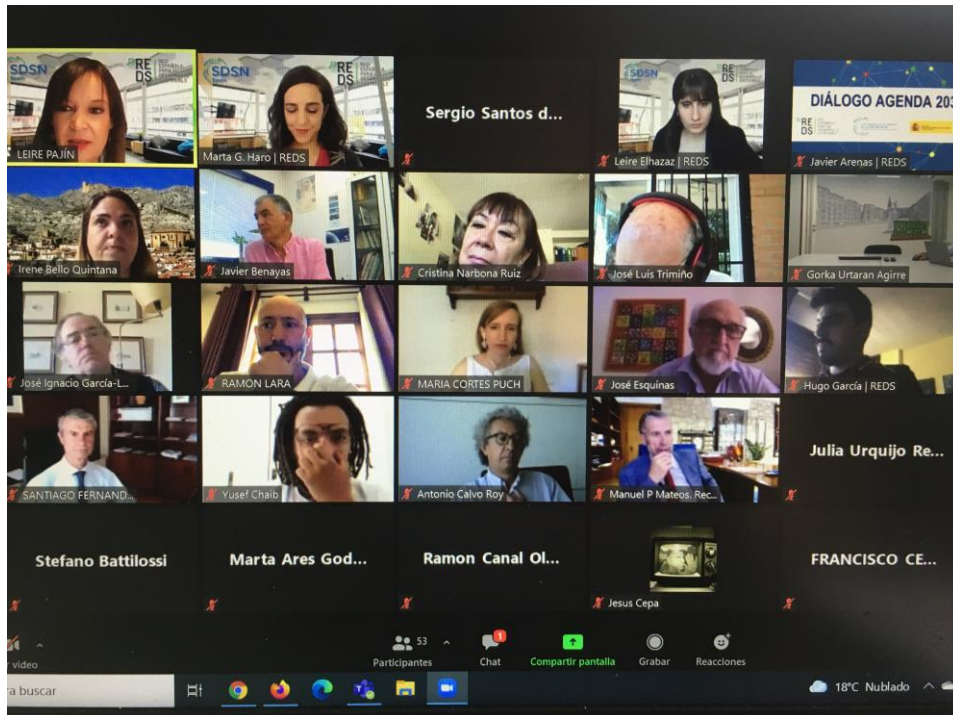 SDSN
REDS
LEIRE PAJÍN
SDSN
REDS
Marta G. Haro | REDS
Sergio Santos d...
SDSN
REDS
Leire Elhazaz | REDS
DIÁLOGO AGENDA 203
REDS
Javier Arenas | REDS
Irene Bello Quintana
Javier Benayas
Cristina Narbona Ruiz
José Luis Trimiño
Gorka Urtaran Agirre
José Ignacio García-L...
RAMON LARA
MARIA CORTES PUCH
José Esquinas
Hugo García | REDS
SANTIAGO FERNAND...
Yusef Chaib
Antonio Calvo Roy
Manuel P Mateos. Rec...
Julia Urquijo Re...
Stefano Battilossi
Marta Ares God...
Ramon Canal Ol...
Jesus Cepa
FRANCISCO CE...
r video
53
Participantes
1
Chat
Compartir pantalla
Grabar
Reacciones
ra buscar
18°C Nublado